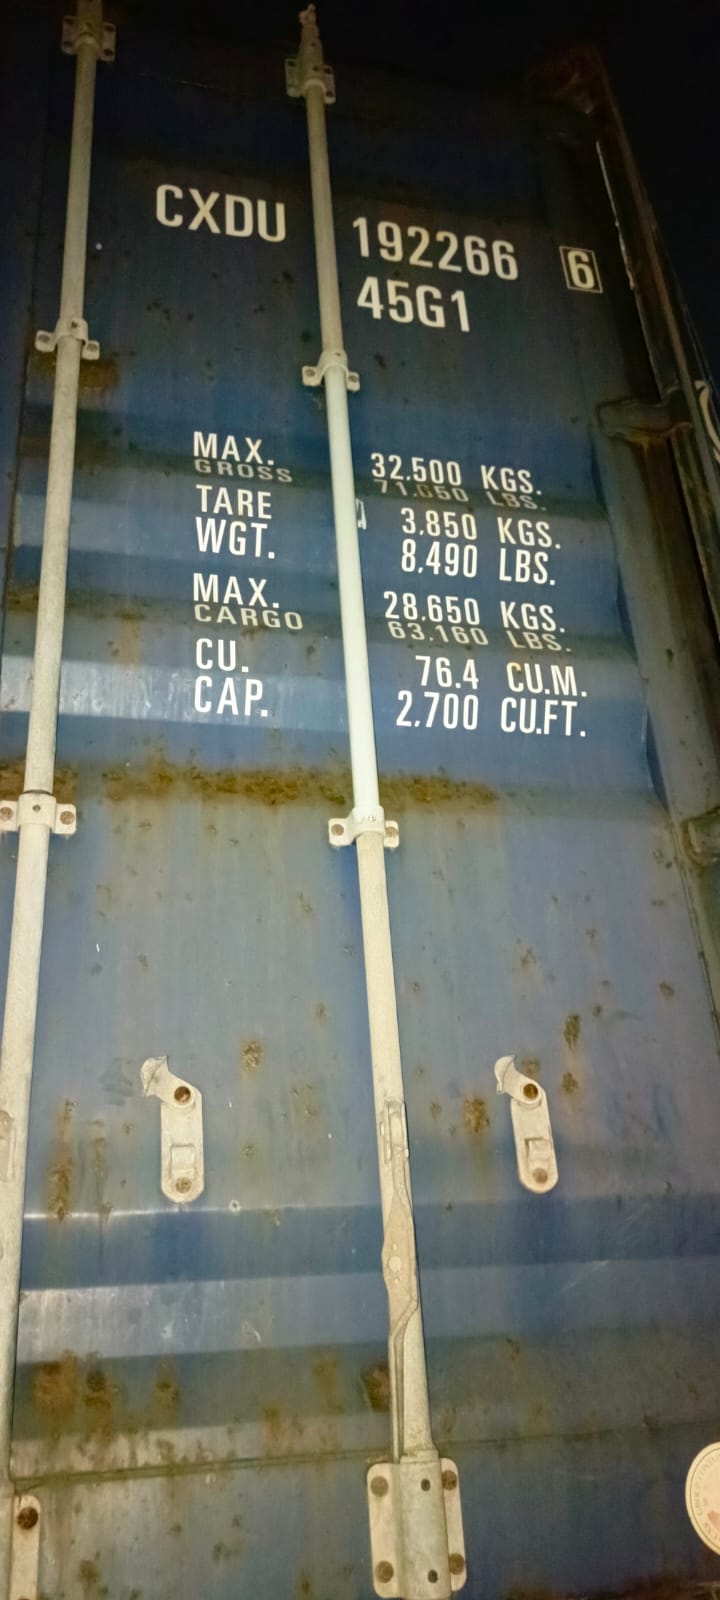 CXDU 192266 6
45G1
MAX. 32.500 KGS.
GROSS 71.650 LBS.
TARE 3.850 KGS.
WGT. 8.490 LBS.
MAX. 28.650 KGS.
CARGO 63.160 LBS.
CU. 76.4 CU.M.
CAP. 2.700 CU.FT.